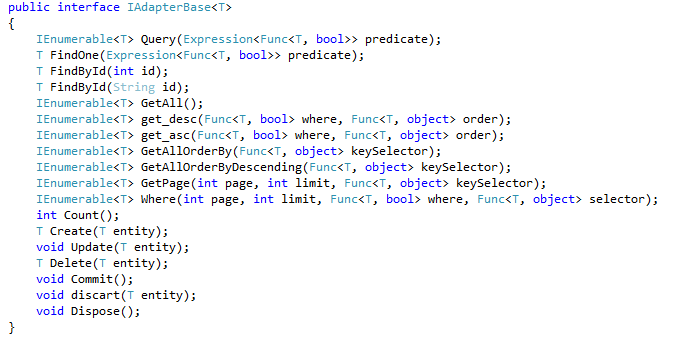 public interface IAdapterBase<T>
{
IEnumerable<T> Query(Expression<Func<T, bool>> predicate);
T FindOne(Expression<Func<T, bool>> predicate);
T FindById(int id);
T FindById(String id);
IEnumerable<T> GetAll();
IEnumerable<T> get_desc(Func<T, bool> where, Func<T, object> order);
IEnumerable<T> get_asc(Func<T, bool> where, Func<T, object> order);
IEnumerable<T> GetAllOrderBy(Func<T, object> keySelector);
IEnumerable<T> GetAllOrderByDescending(Func<T, object> keySelector);
IEnumerable<T> GetPage(int page, int limit, Func<T, object> keySelector);
IEnumerable<T> Where(int page, int limit, Func<T, bool> where, Func<T, object> selector);
int Count();
T Create(T entity);
void Update(T entity);
T Delete(T entity);
void Commit();
void discart(T entity);
void Dispose();
}